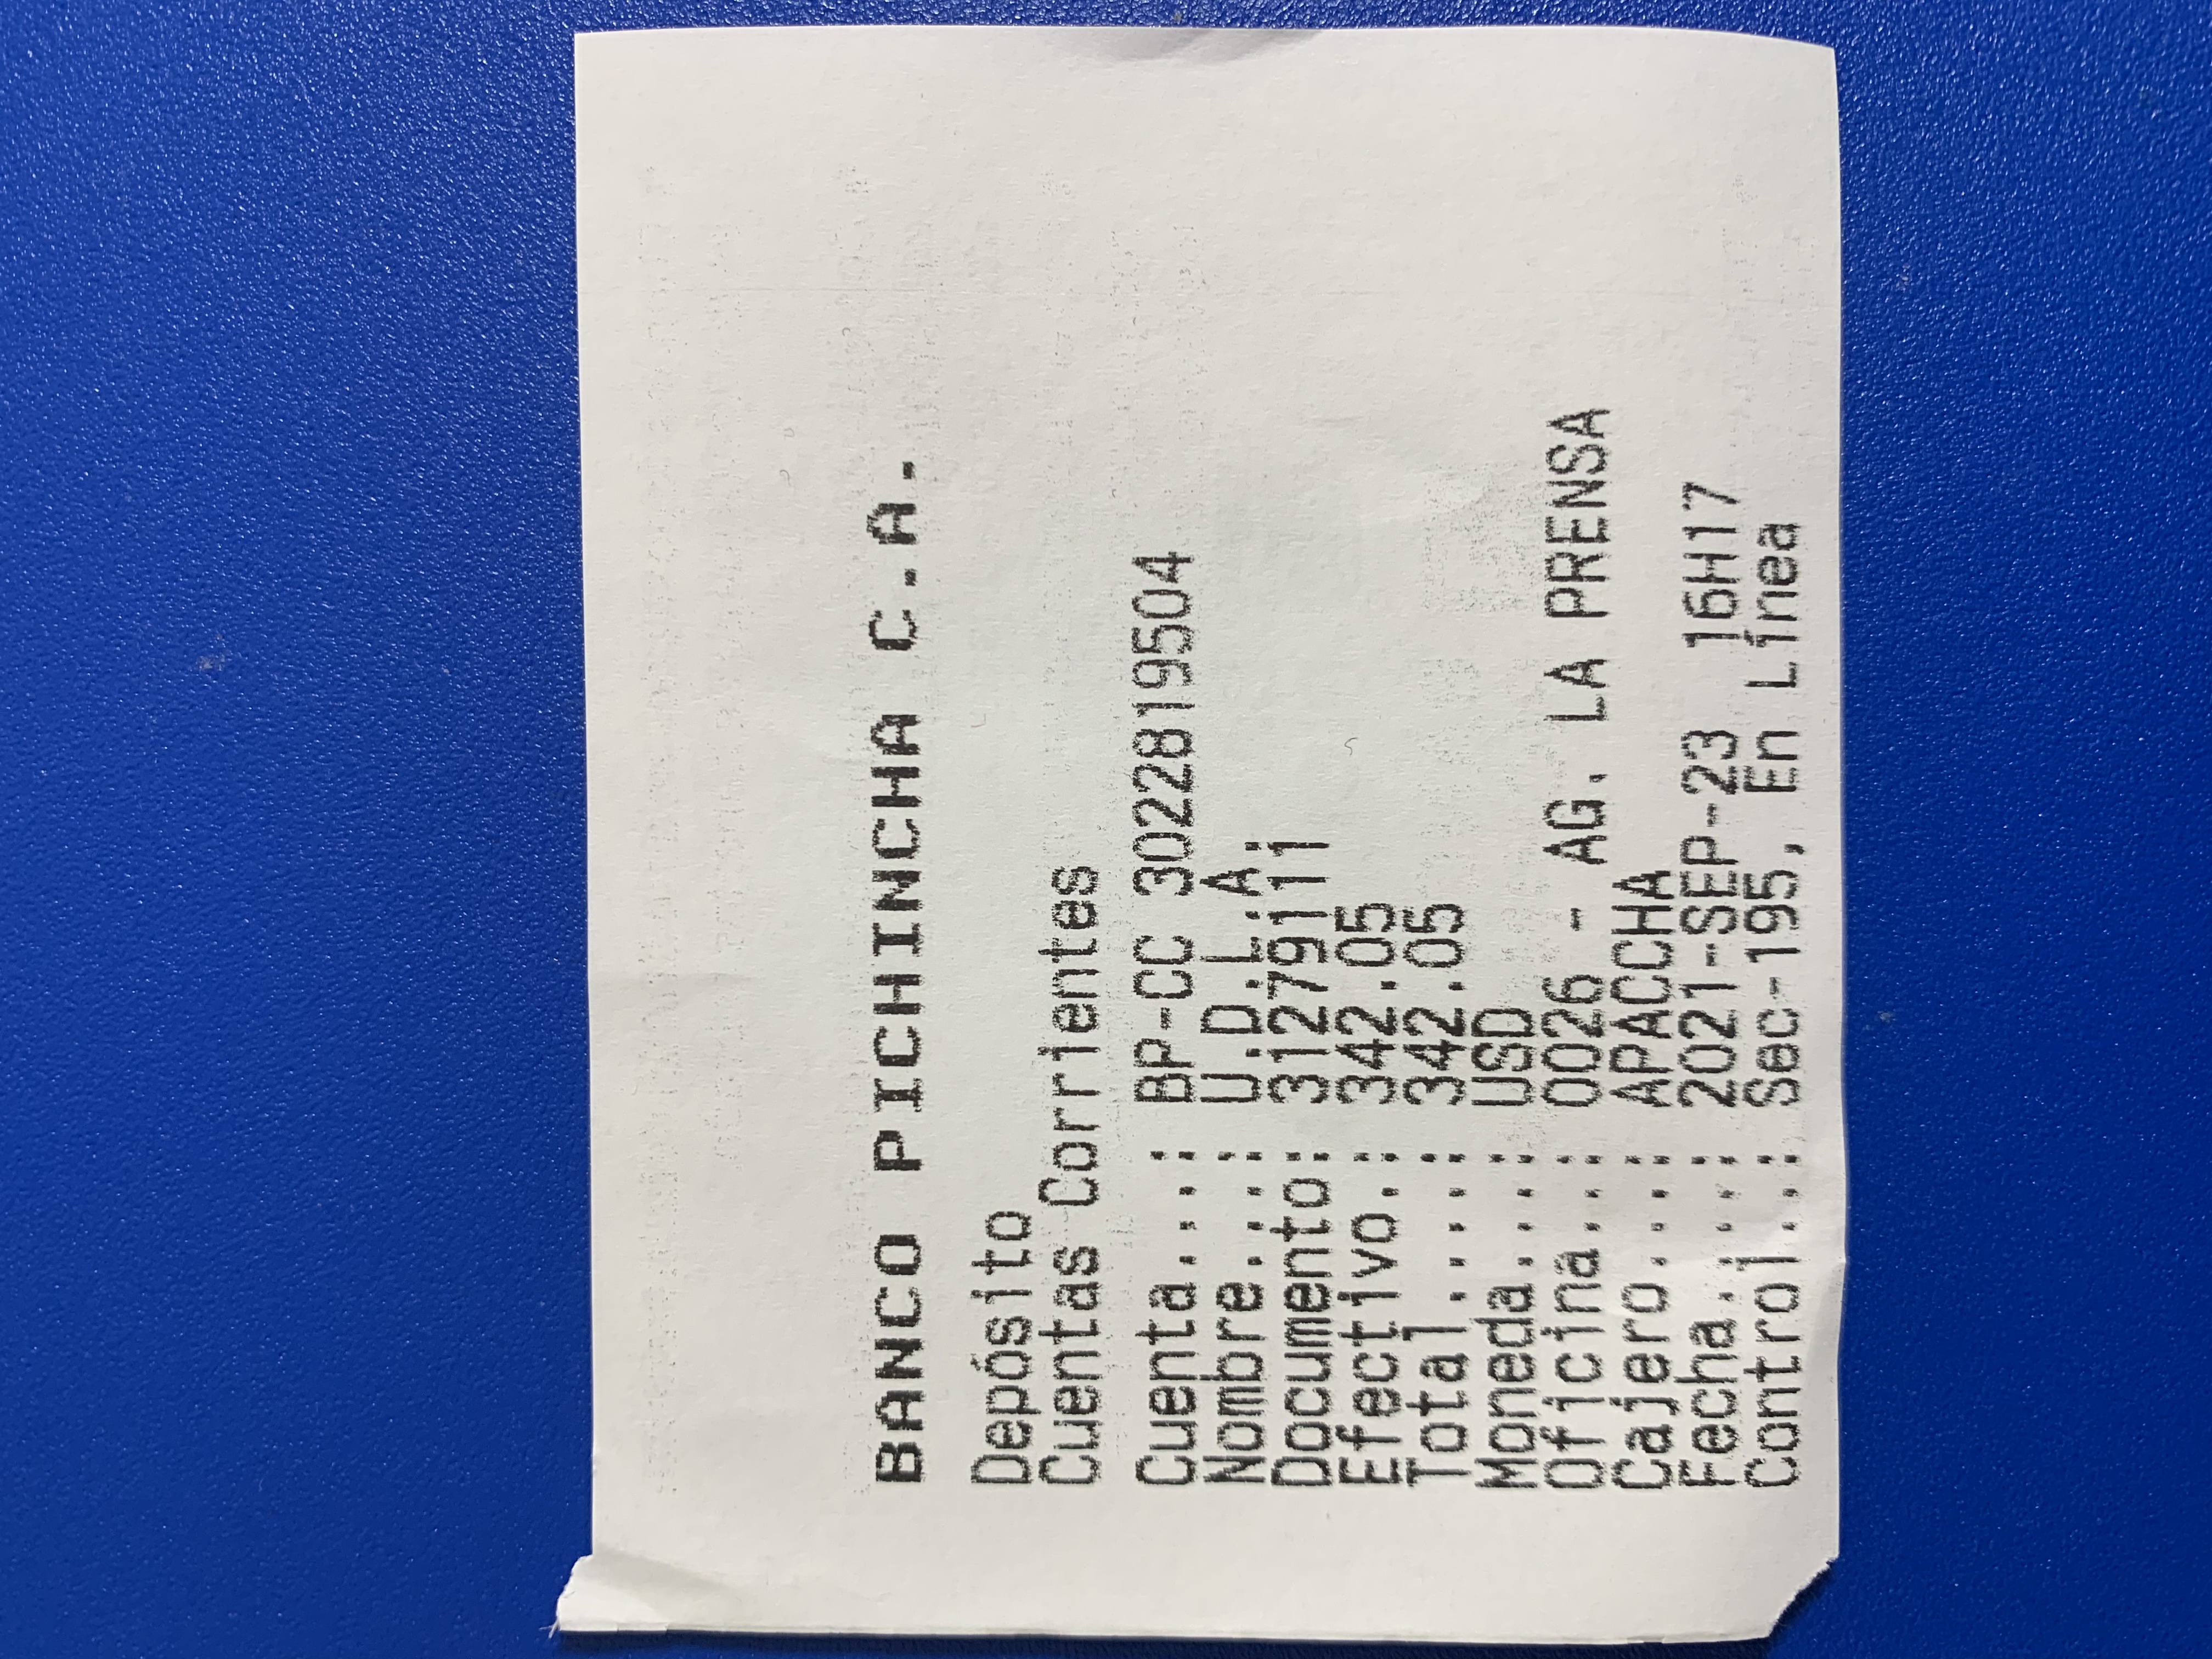 BANCO PICHINCHA C.A.
Depósito
Cuentas Corrientes
Cuenta....: BP-CC 3022819504
Nombre....: U.D.L.A.
Documento: 31279111
Efectivo.: 342.05
Total.....: 342.05
Moneda....: USD
Oficina...: 0026 - AG. LA PRENSA
Cajero....: APACCHA
Fecha.....: 2021-SEP-23 16H17
Control...: Sec-195, En Línea